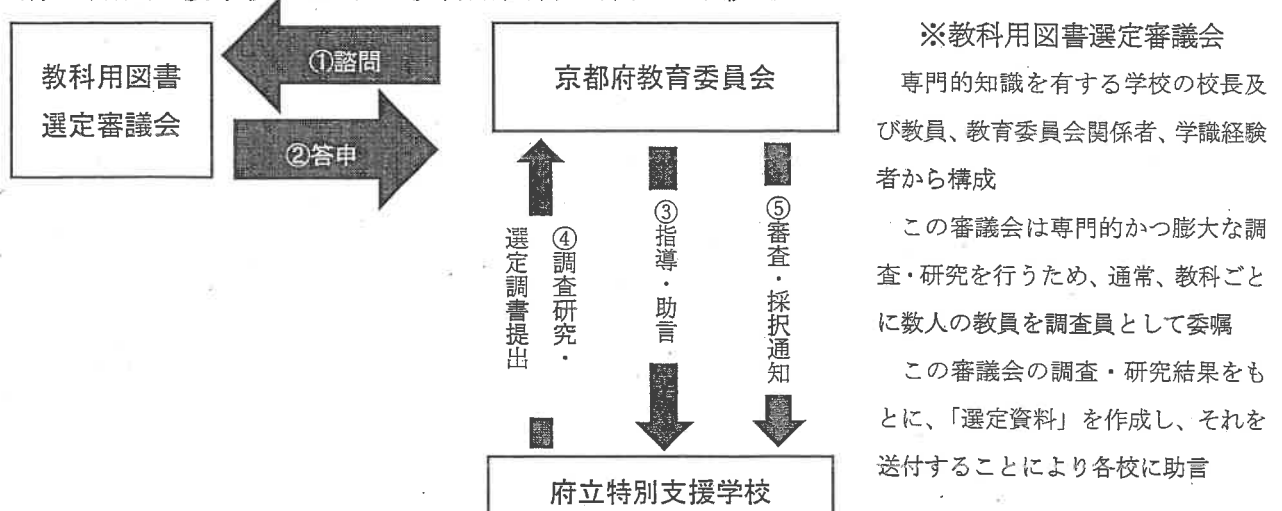 教科用図書
選定審議会
①諮問
②答申
京都府教育委員会
④調査研究・
選定調書提出
③指導・助言
⑤審査・採択通知
府立特別支援学校
※教科用図書選定審議会
専門的知識を有する学校の校長及
び教員、教育委員会関係者、学識経験
者から構成
この審議会は専門的かつ膨大な調
査・研究を行うため、通常、教科ごと
に数人の教員を調査員として委嘱
この審議会の調査・研究結果をも
とに、「選定資料」を作成し、それを
送付することにより各校に助言